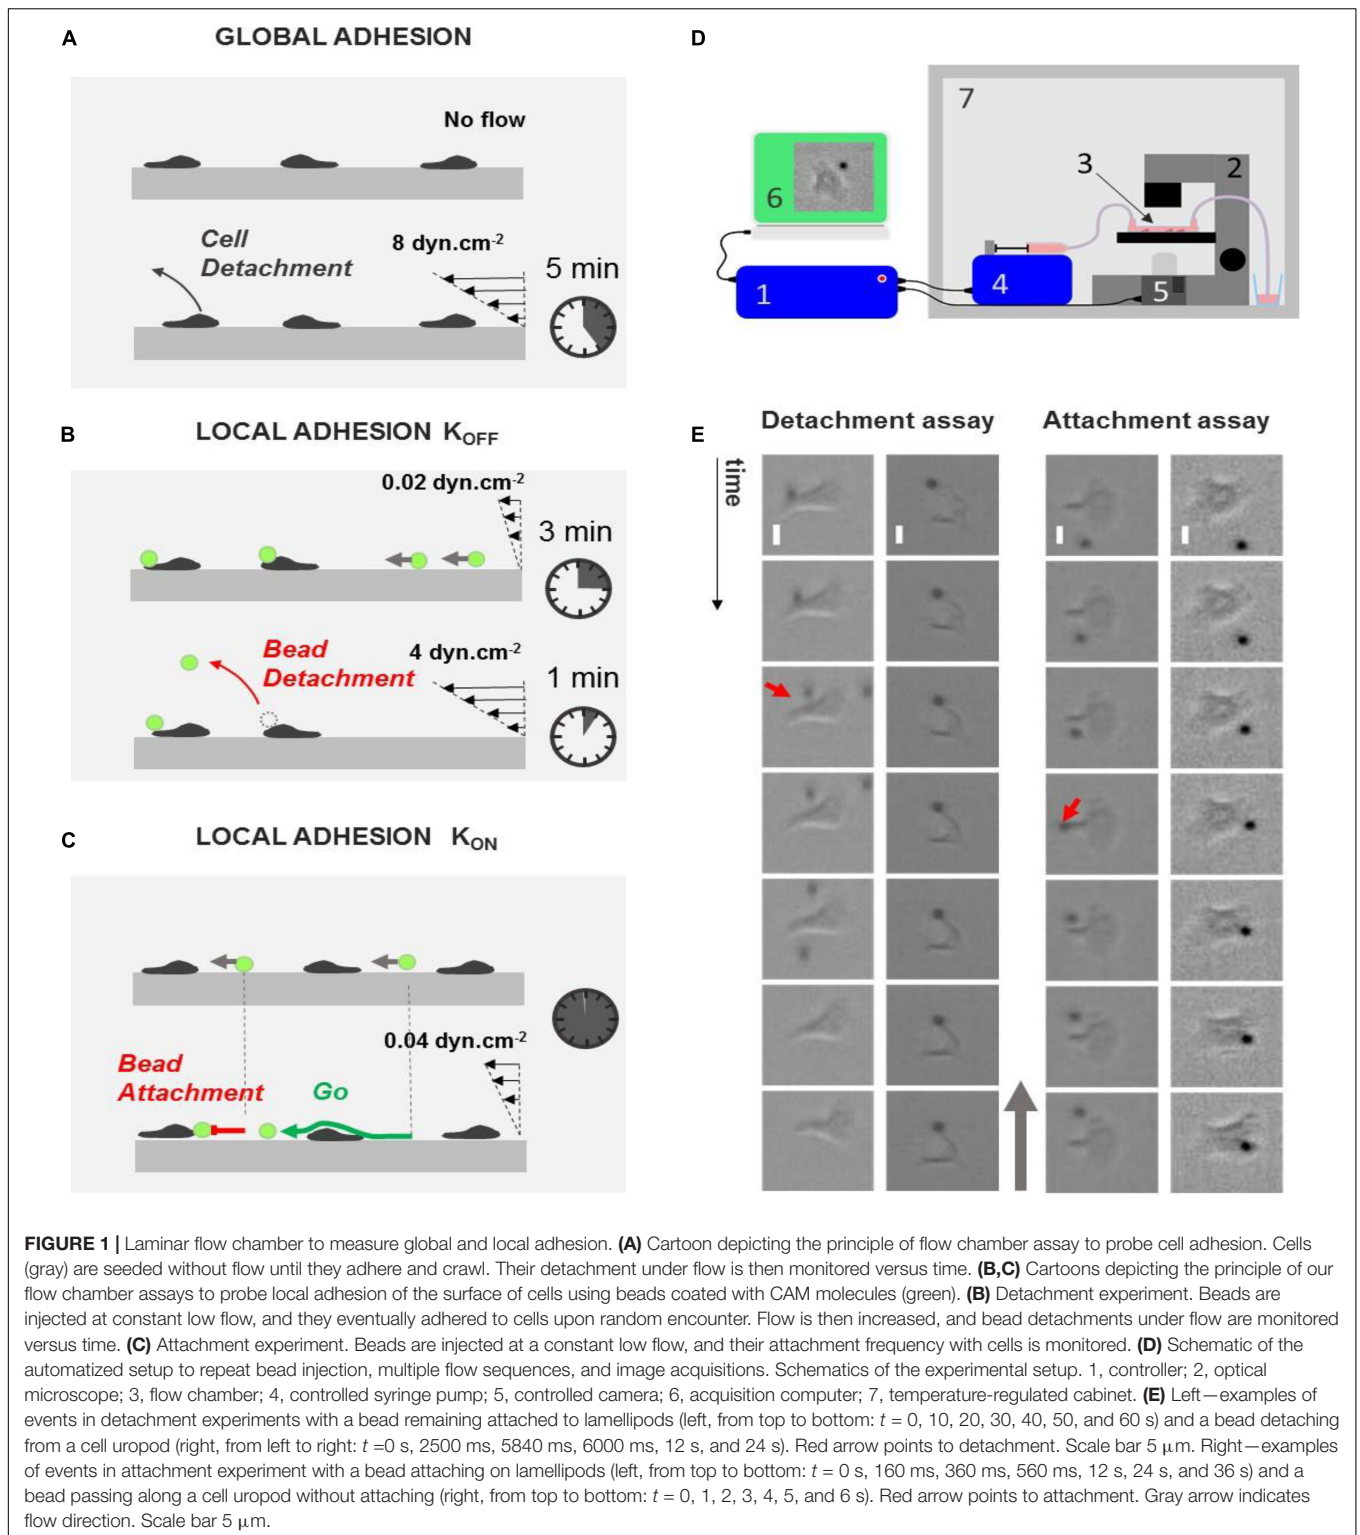 A
GLOBAL ADHESION
No flow
Cell
Detachment
8 dyn.cm-2
5 min
B
LOCAL ADHESION KOFF
0.02 dyn.cm-2
3 min
Bead
Detachment
4 dyn.cm-2
1 min
C
LOCAL ADHESION KON
0.04 dyn.cm-2
Bead
Attachment
Go
D
7
6
3
2
1
4
5
E
Detachment assay
Attachment assay
time
FIGURE 1 | Laminar flow chamber to measure global and local adhesion. (A) Cartoon depicting the principle of flow chamber assay to probe cell adhesion. Cells
(gray) are seeded without flow until they adhere and crawl. Their detachment under flow is then monitored versus time. (B,C) Cartoons depicting the principle of our
flow chamber assays to probe local adhesion of the surface of cells using beads coated with CAM molecules (green). (B) Detachment experiment. Beads are
injected at constant low flow, and they eventually adhered to cells upon random encounter. Flow is then increased, and bead detachments under flow are monitored
versus time. (C) Attachment experiment. Beads are injected at a constant low flow, and their attachment frequency with cells is monitored. (D) Schematic of the
automatized setup to repeat bead injection, multiple flow sequences, and image acquisitions. Schematics of the experimental setup. 1, controller; 2, optical
microscope; 3, flow chamber; 4, controlled syringe pump; 5, controlled camera; 6, acquisition computer; 7, temperature-regulated cabinet. (E) Left—examples of
events in detachment experiments with a bead remaining attached to lamellipods (left, from top to bottom: t = 0, 10, 20, 30, 40, 50, and 60 s) and a bead detaching
from a cell uropod (right, from left to right: t =0 s, 2500 ms, 5840 ms, 6000 ms, 12 s, and 24 s). Red arrow points to detachment. Scale bar 5 μm. Right—examples
of events in attachment experiment with a bead attaching on lamellipods (left, from top to bottom: t = 0 s, 160 ms, 360 ms, 560 ms, 12 s, 24 s, and 36 s) and a
bead passing along a cell uropod without attaching (right, from top to bottom: t = 0, 1, 2, 3, 4, 5, and 6 s). Red arrow points to attachment. Gray arrow indicates
flow direction. Scale bar 5 μm.